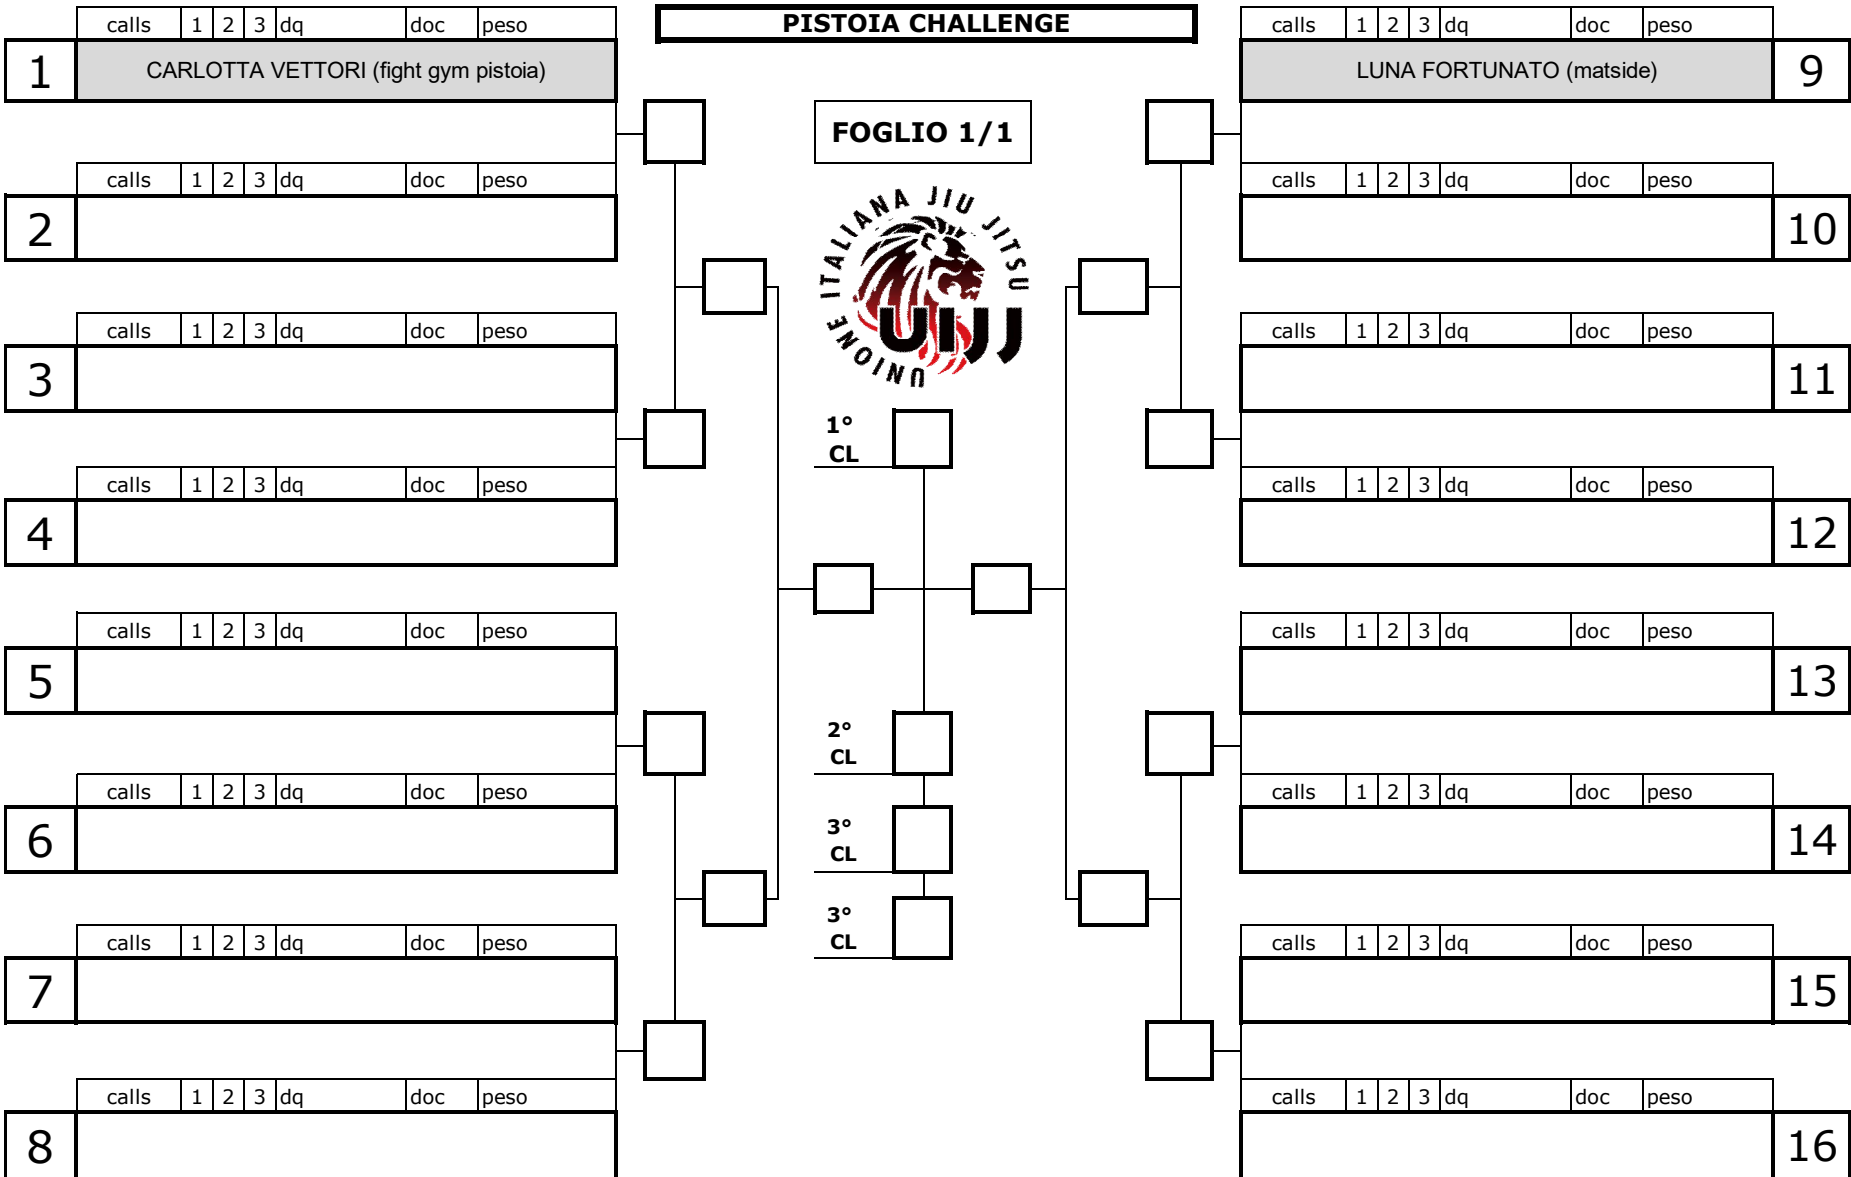 PISTOIA CHALLENGE
calls 1 2 3 dq doc peso
1 CARLOTTA VETTORI (fight gym pistoia)
calls 1 2 3 dq doc peso
2
calls 1 2 3 dq doc peso
3
calls 1 2 3 dq doc peso
4
calls 1 2 3 dq doc peso
5
calls 1 2 3 dq doc peso
6
calls 1 2 3 dq doc peso
7
calls 1 2 3 dq doc peso
8
FOGLIO 1/1
UNIONE ITALIANA JIU JITSU
UIJJ
1°
CL
2°
CL
3°
CL
3°
CL
calls 1 2 3 dq doc peso
LUNA FORTUNATO (matside) 9
calls 1 2 3 dq doc peso
10
calls 1 2 3 dq doc peso
11
calls 1 2 3 dq doc peso
12
calls 1 2 3 dq doc peso
13
calls 1 2 3 dq doc peso
14
calls 1 2 3 dq doc peso
15
calls 1 2 3 dq doc peso
16